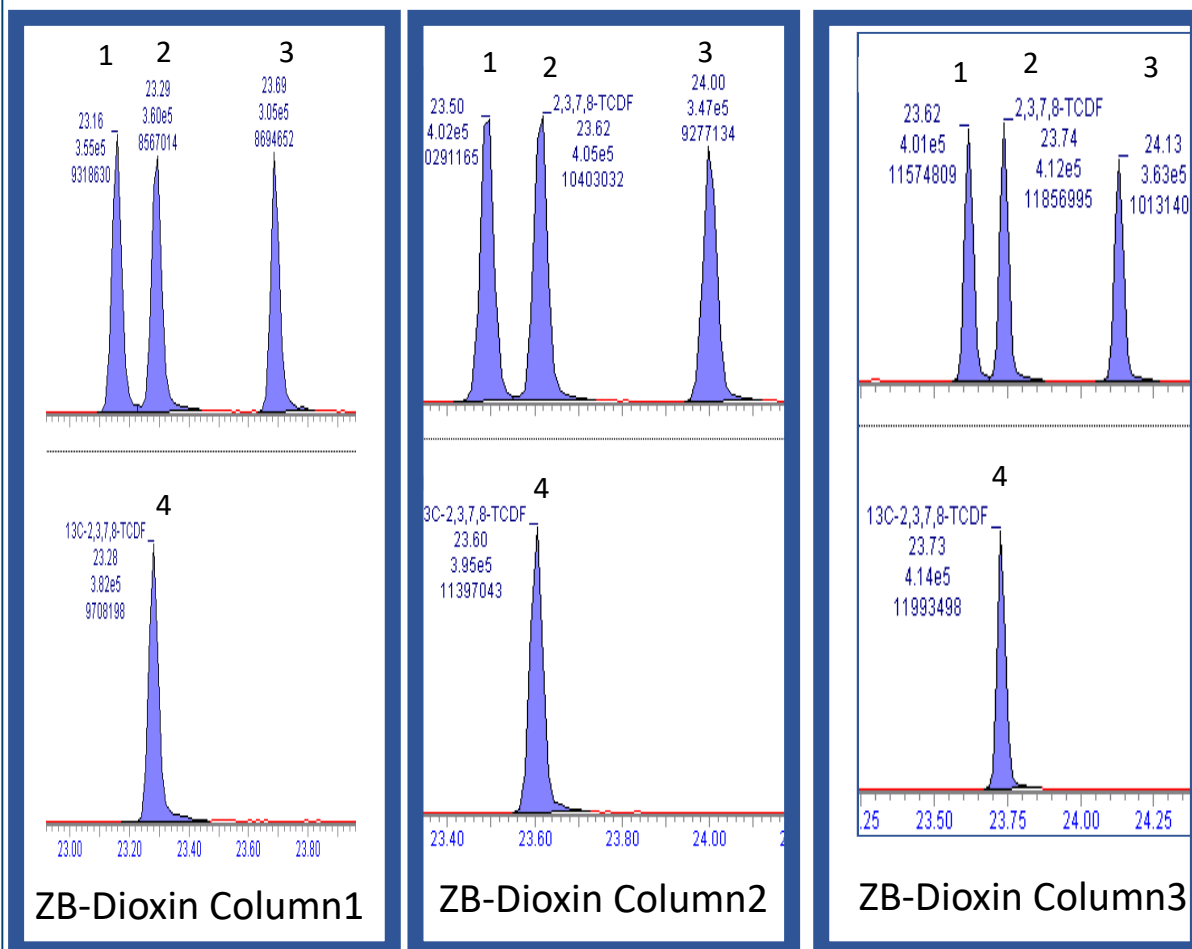 1
23.16
3.55e5
9318630
2
23.29
3.60e5
8567014
3
23.69
3.05e5
8694652
4
13C-2,3,7,8-TCDF
23.28
3.82e5
9708198
23.00 23.20 23.40 23.60 23.80
ZB-Dioxin Column1
1
23.50
4.02e5
0291165
2
2,3,7,8-TCDF
23.62
4.05e5
10403032
3
24.00
3.47e5
9277134
4
3C-2,3,7,8-TCDF
23.60
3.95e5
11397043
23.40 23.60 23.80 24.00
ZB-Dioxin Column2
1
23.62
4.01e5
11574809
2
2,3,7,8-TCDF
23.74
4.12e5
11856995
3
24.13
3.63e5
1013140
4
13C-2,3,7,8-TCDF
23.73
4.14e5
11993498
.25 23.50 23.75 24.00 24.25
ZB-Dioxin Column3